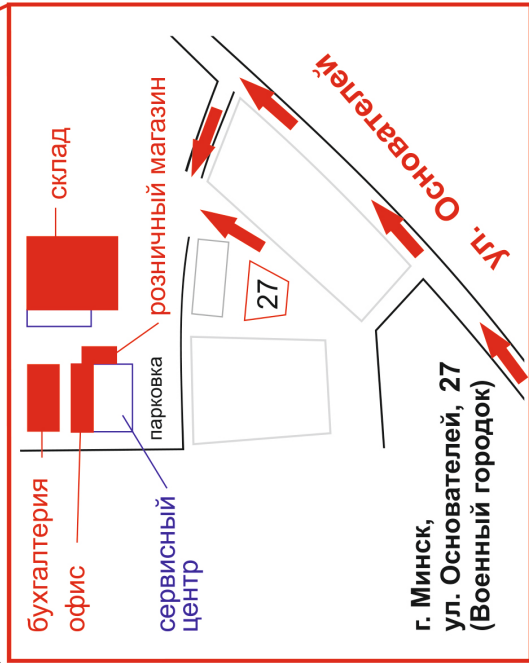 склад
розничный магазин
бухгалтерия
офис
сервисный
центр
парковка
27
ул. Основателей
г. Минск,
ул. Основателей, 27
(Военный городок)